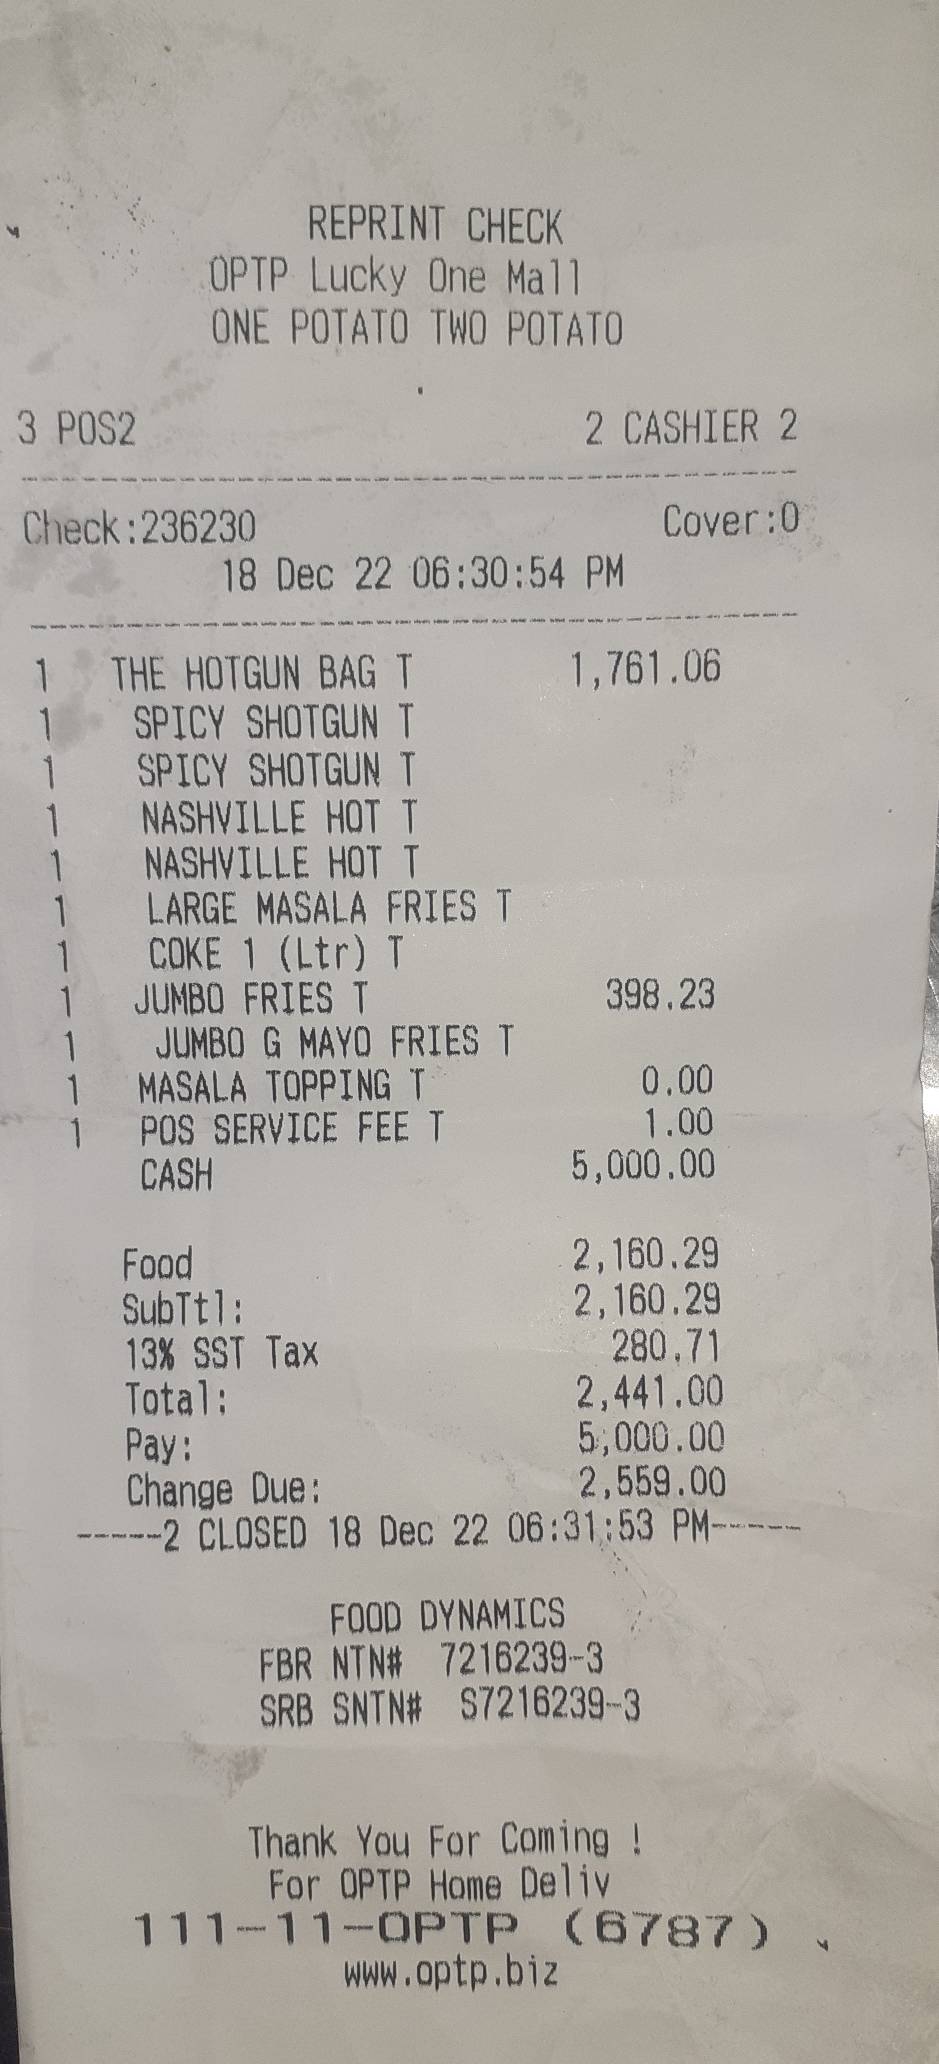 REPRINT CHECK
OPTP Lucky One Mall
ONE POTATO TWO POTATO
3 POS2 2 CASHIER 2
Check:236230 Cover:0
18 Dec 22 06:30:54 PM
1 THE HOTGUN BAG T 1,761.06
1 SPICY SHOTGUN T
1 SPICY SHOTGUN T
1 NASHVILLE HOT T
1 NASHVILLE HOT T
1 LARGE MASALA FRIES T
1 COKE 1 (Ltr) T
1 JUMBO FRIES T 398.23
1 JUMBO G MAYO FRIES T
1 MASALA TOPPING T 0.00
1 POS SERVICE FEE T 1.00
CASH 5,000.00
Food 2,160.29
SubTtl: 2,160.29
13% SST Tax 280.71
Total: 2,441.00
Pay: 5,000.00
Change Due: 2,559.00
-----2 CLOSED 18 Dec 22 06:31:53 PM-----
FOOD DYNAMICS
FBR NTN# 7216239-3
SRB SNTN# S7216239-3
Thank You For Coming !
For OPTP Home Deliv
111-11-OPTP (6787)
www.optp.biz